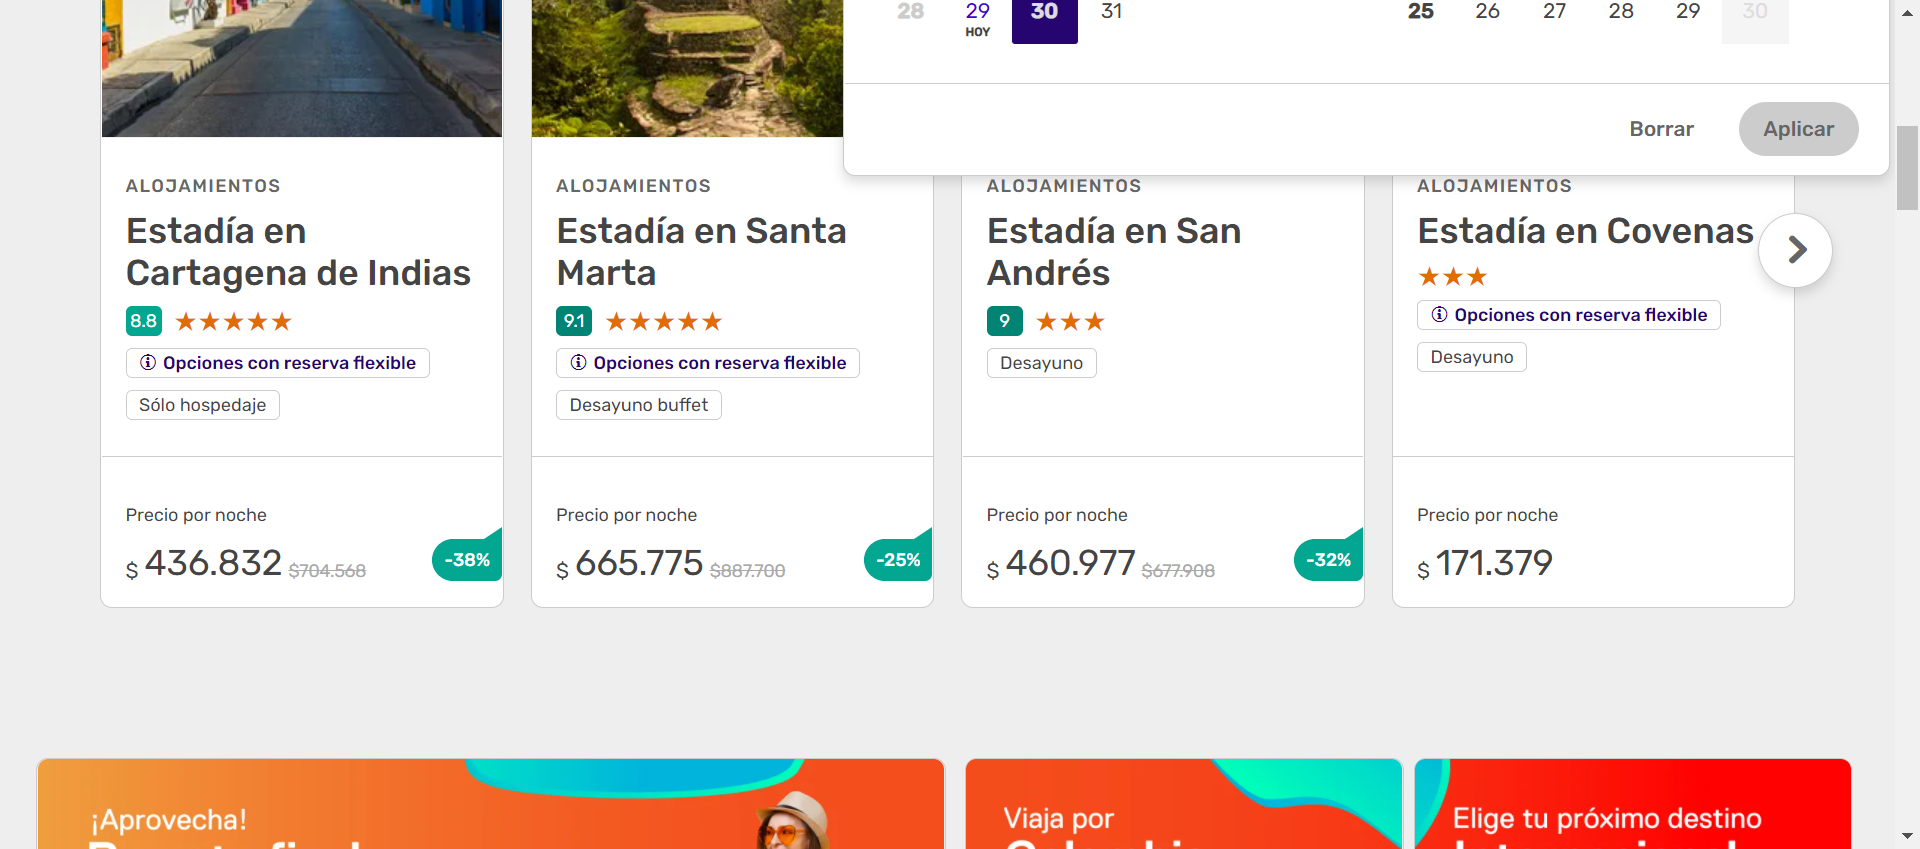 28 29 30 31 25 26 27 28 29 30
HOY
Borrar Aplicar
ALOJAMIENTOS
Estadía en
Cartagena de Indias
8.8
Opciones con reserva flexible
Sólo hospedaje
Precio por noche
$ 436.832 $704.568 -38%
ALOJAMIENTOS
Estadía en Santa
Marta
9.1
Opciones con reserva flexible
Desayuno buffet
Precio por noche
$ 665.775 $887.700 -25%
ALOJAMIENTOS
Estadía en San
Andrés
9
Desayuno
Precio por noche
$ 460.977 $677.908 -32%
ALOJAMIENTOS
Estadía en Covenas
Opciones con reserva flexible
Desayuno
Precio por noche
$ 171.379
¡Aprovecha!
Viaja por
Elige tu próximo destino